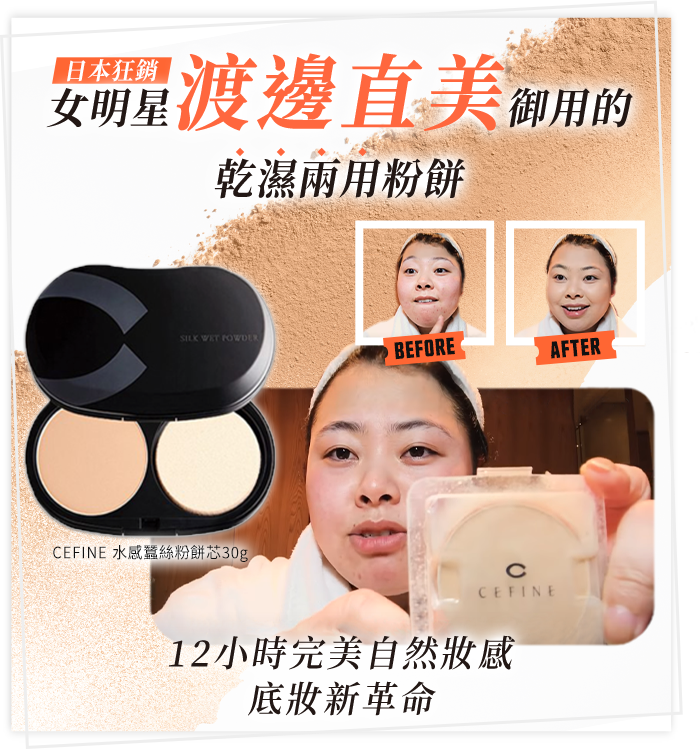 日本狂銷
女明星渡邊直美御用的
乾濕兩用粉餅
SILK WET POWDER
BEFORE
AFTER
CEFINE 水感蠶絲粉餅芯30g
C
CEFINE
12小時完美自然妝感
底妝新革命